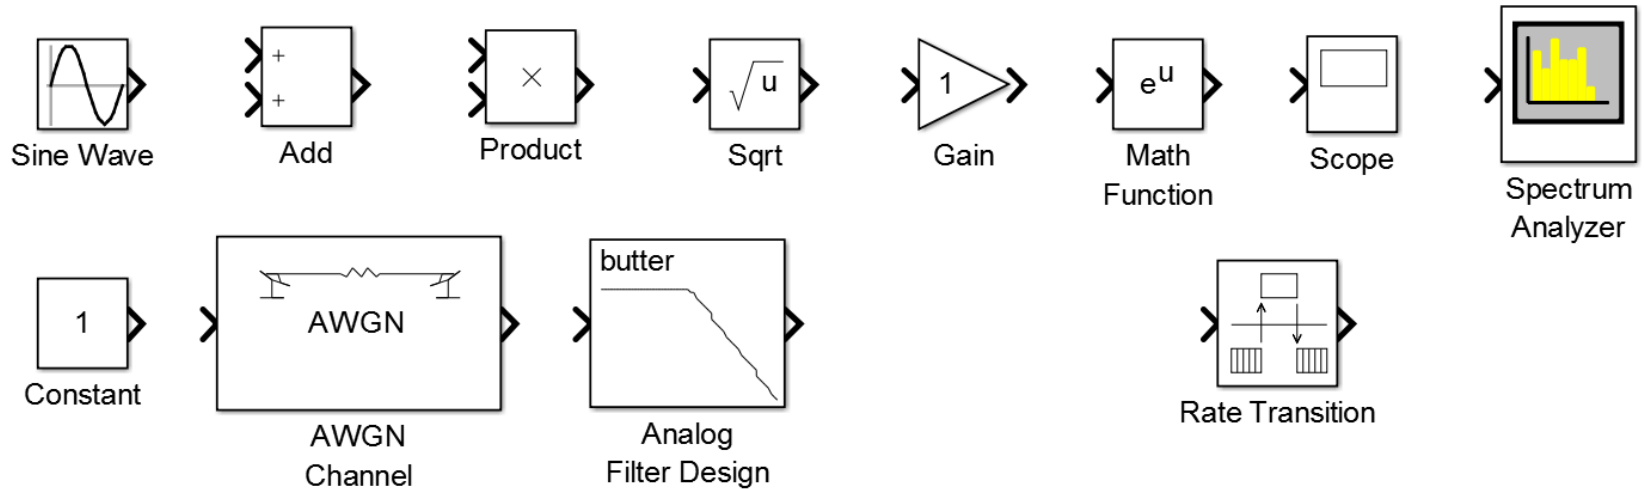 +
+
×
√u
1
e^u
Sine Wave
Add
Product
Sqrt
Gain
Math
Function
Scope
Spectrum
Analyzer
1
AWGN
butter
Constant
AWGN
Channel
Analog
Filter Design
Rate Transition